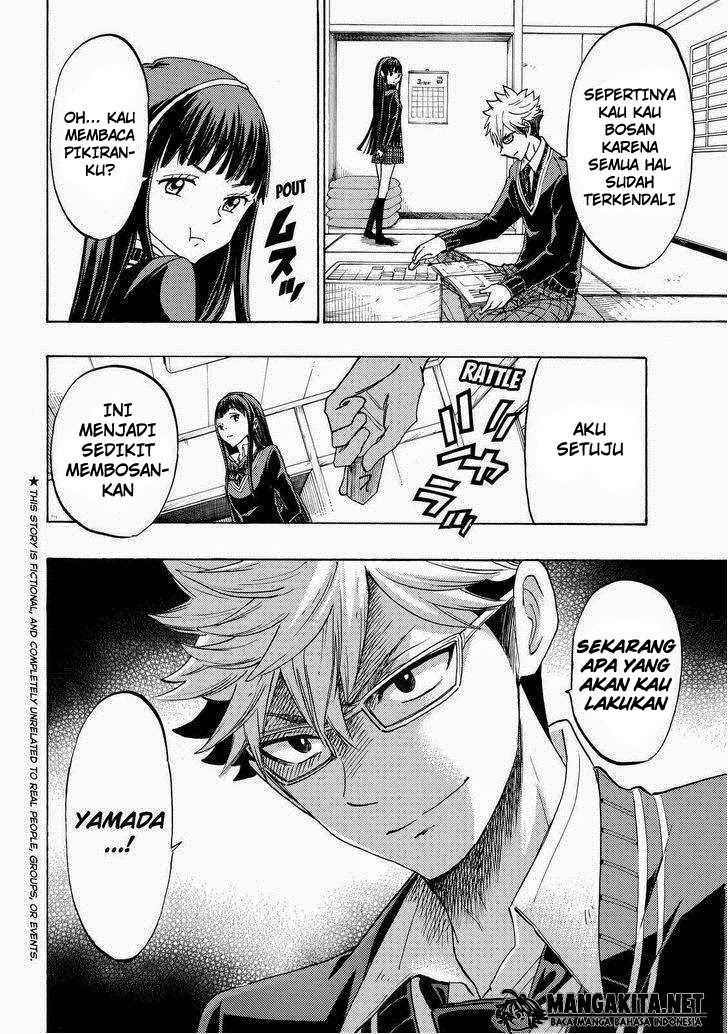 SEPERTINYA
KAU KAU
BOSAN
KARENA
SEMUA HAL
SUDAH
TERKENDALI
OH... KAU
MEMBACA
PIKIRAN-
KU?
POUT
ムスッ
AKU
SETUJU
RATTLE
ジャラッ
INI
MENJADI
SEDIKIT
MEMBOSAN-
KAN
SEKARANG
APA YANG
AKAN KAU
LAKUKAN
YAMADA
...!
★THIS STORY IS FICTIONAL, AND COMPLETELY UNRELATED TO REAL PEOPLE, GROUPS, OR EVENTS.
MANGAKITA.NET
BACA MANGA BAHASA INDONESIA